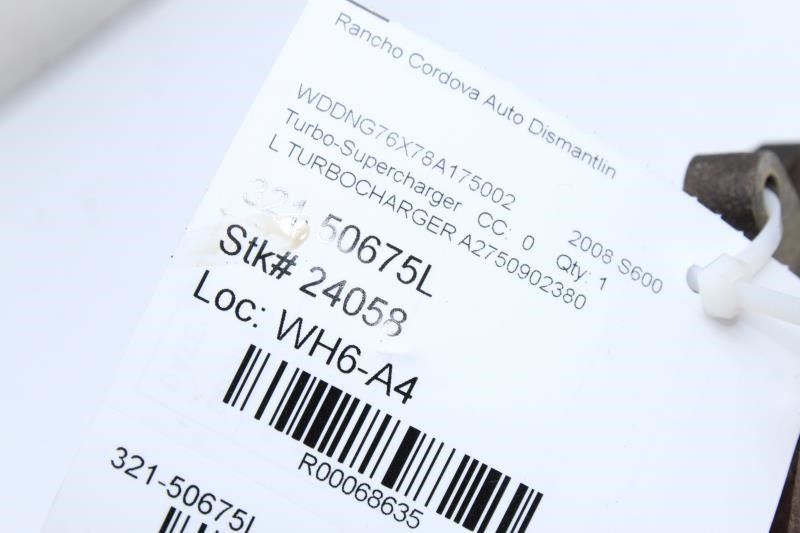 Rancho Cordova Auto Dismantlin
WDDNG76X78A175002 2008 S600
Turbo-Supercharger CC: 0 Qty: 1
L TURBOCHARGER A2750902380
321 50675L
Stk# 24058
Loc: WH6-A4
R00068635
321-50675L